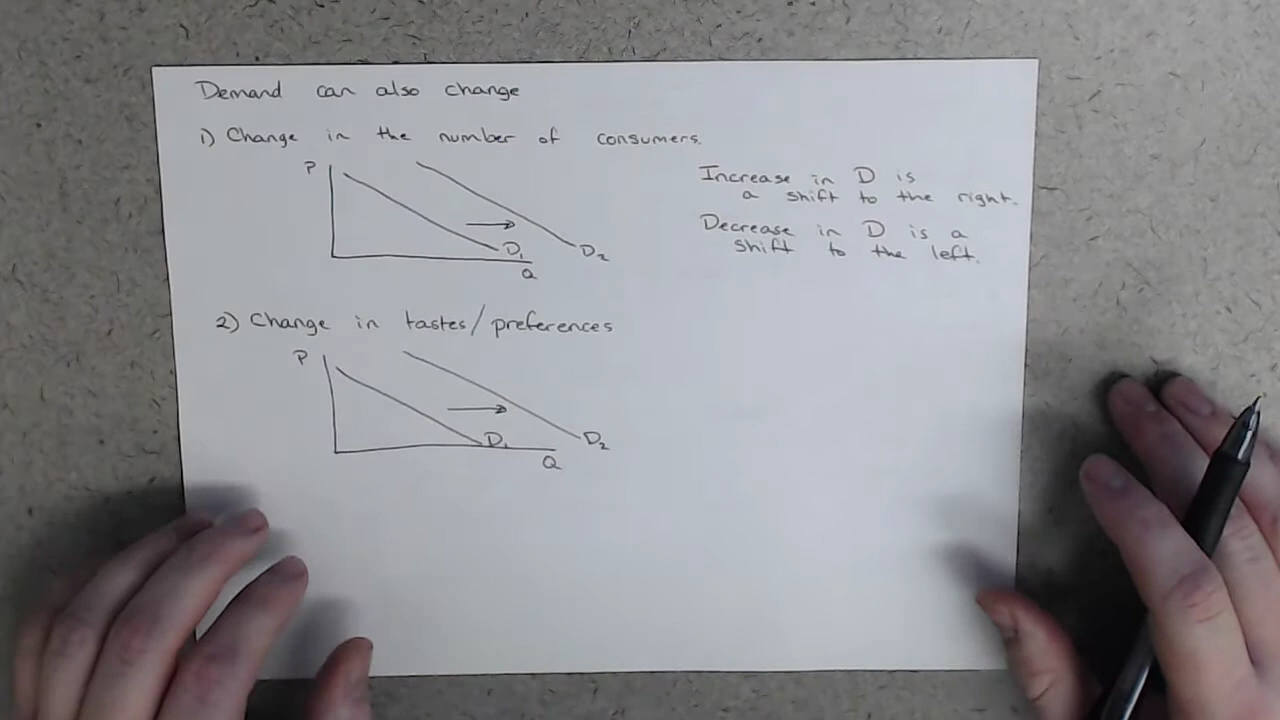 Demand can also change
1) Change in the number of consumers.
P
D₁
D₂
Q
Increase in D is
a shift to the right.
Decrease in D is a
shift to the left.
2) Change in tastes/preferences
P
D₁
D₂
Q